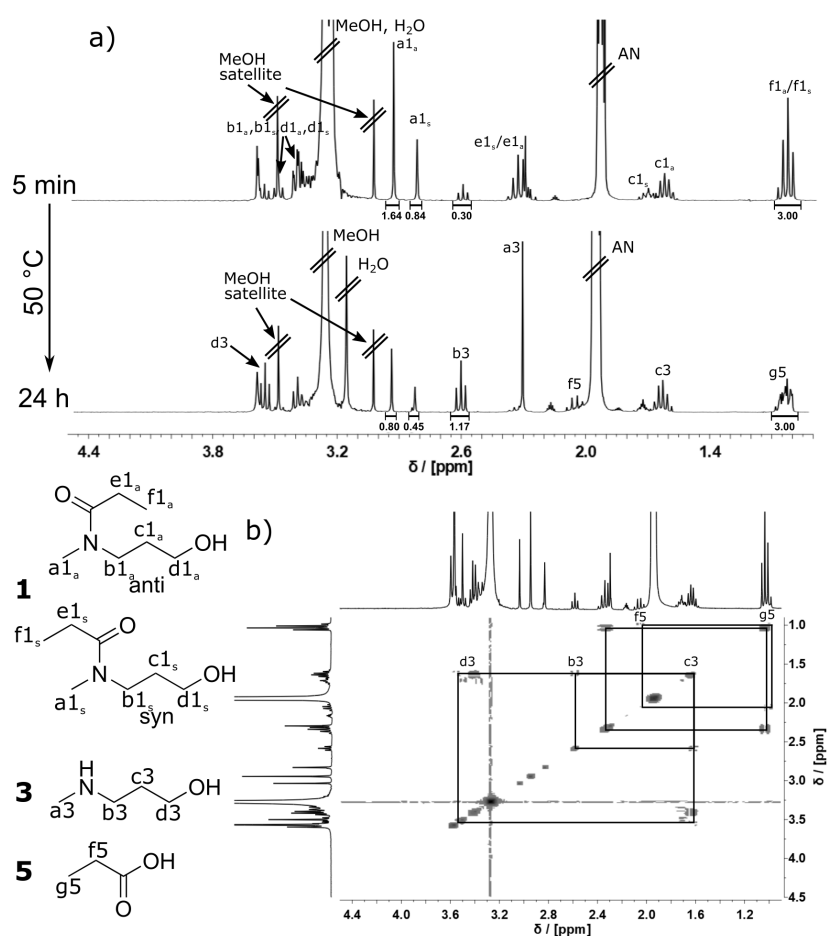 a)
MeOH, H₂O
MeOH satellite
a1ₐ
AN
a1ₛ
f1ₐ/f1ₛ
b1ₐ,b1ₛ,d1ₐ,d1ₛ
e1ₛ/e1ₐ
c1ₛ
c1ₐ
5 min
1.64 0.84 0.30 3.00
50 °C
MeOH
H₂O
a3
AN
MeOH satellite
d3
b3
f5
c3
g5
24 h
0.80 0.45 1.17 3.00
4.4 3.8 3.2 2.6 2.0 1.4
δ / [ppm]
O
e1ₐ
f1ₐ
c1ₐ
N
OH
a1ₐ
b1ₐ
d1ₐ
anti
1
e1ₛ
O
f1ₛ
c1ₛ
N
OH
a1ₛ
b1ₛ
d1ₛ
syn
H
N
c3
OH
3
a3
b3
d3
5
f5
OH
g5
O
b)
f5
g5
d3
b3
c3
1.0
1.5
2.0
2.5
3.0
3.5
4.0
4.5
δ / [ppm]
4.4 4.0 3.6 3.2 2.8 2.4 2.0 1.6 1.2
δ / [ppm]